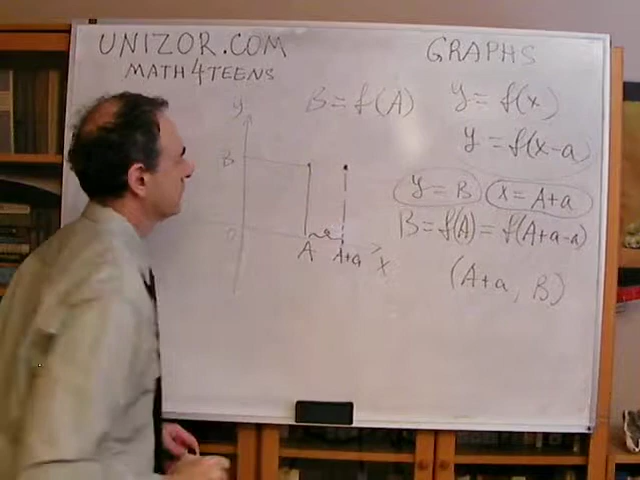 UNIZOR.COM
MATH4TEENS
GRAPHS
B = f(A)
y = f(x)
y = f(x-a)
y = B
x = A+a
B = f(A) = f(A+a-a)
(A+a, B)
y
B
0
A
A+a
x